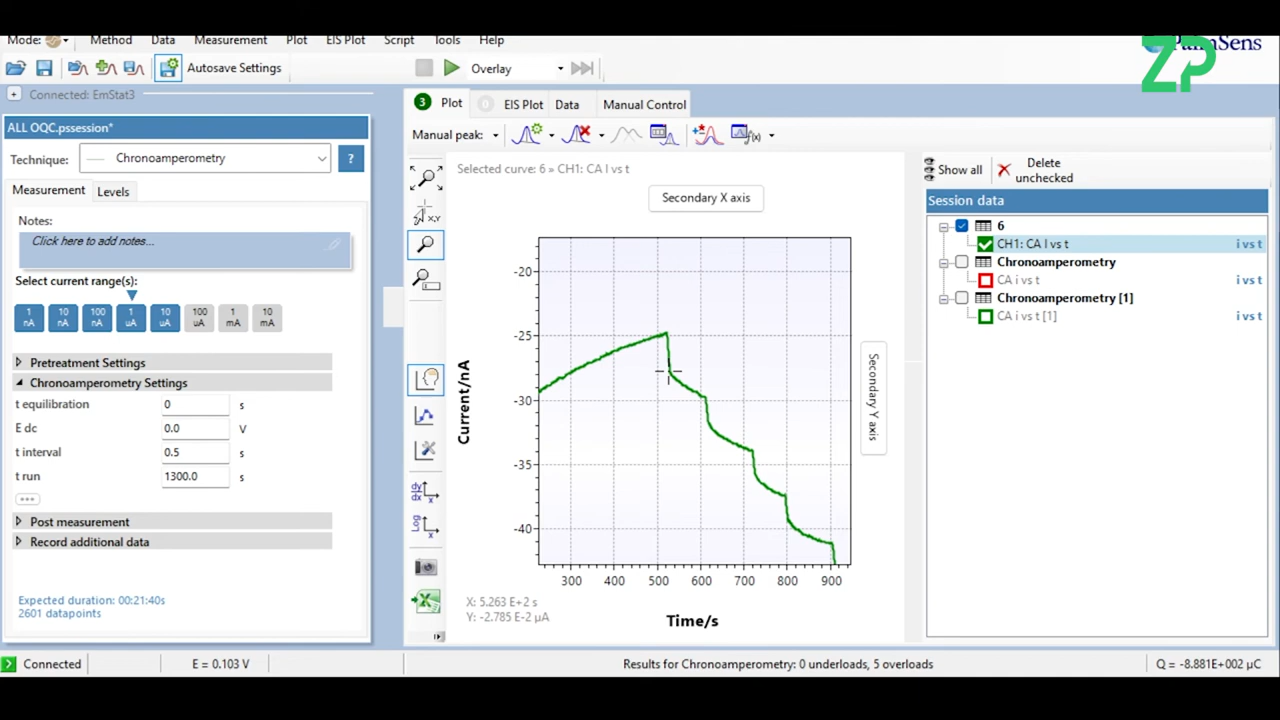 Mode: Method Data Measurement Plot EIS Plot Script Tools Help
PalmSens
ZP
Autosave Settings
Overlay
+ Connected: EmStat3
3 Plot 0 EIS Plot Data Manual Control
ALL OQC.pssession*
Manual peak:
f(x)
Technique: Chronoamperometry ?
Selected curve: 6 » CH1: CA I vs t
Show all Delete unchecked
Measurement Levels
Secondary X axis
Session data
Notes:
Click here to add notes...
6
CH1: CA I vs t i vs t
Chronoamperometry
CA i vs t i vs t
Chronoamperometry [1]
CA i vs t [1] i vs t
Select current range(s):
1 nA 10 nA 100 nA 1 uA 10 uA 100 uA 1 mA 10 mA
Pretreatment Settings
Chronoamperometry Settings
t equilibration 0 s
E dc 0.0 V
t interval 0.5 s
t run 1300.0 s
Post measurement
Record additional data
Expected duration: 00:21:40s
2601 datapoints
x,y
dy/dx x
Log x
Current/nA
-20
-25
-30
-35
-40
300 400 500 600 700 800 900
Time/s
Secondary Y axis
X: 5.263 E+2 s
Y: -2.785 E-2 µA
Connected E = 0.103 V Results for Chronoamperometry: 0 underloads, 5 overloads Q = -8.881E+002 µC